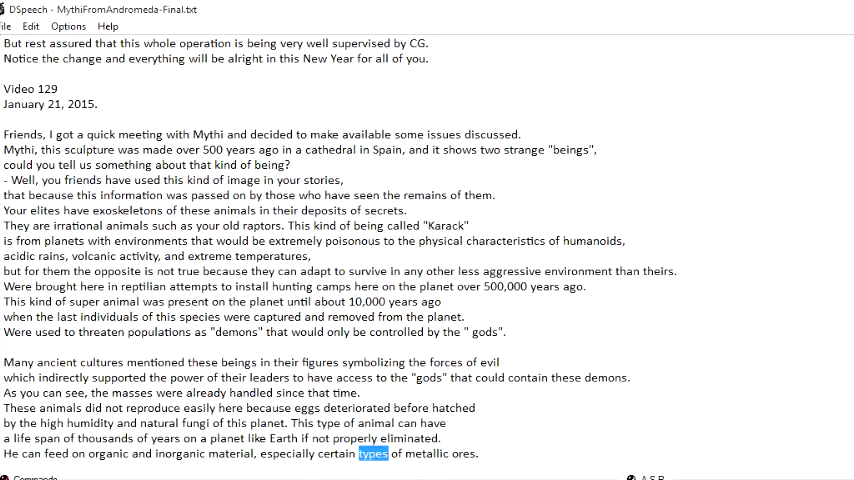 DSpeech - MythiFromAndromeda-Final.txt
ile Edit Options Help
But rest assured that this whole operation is being very well supervised by CG.
Notice the change and everything will be alright in this New Year for all of you.
Video 129
January 21, 2015.
Friends, I got a quick meeting with Mythi and decided to make available some issues discussed.
Mythi, this sculpture was made over 500 years ago in a cathedral in Spain, and it shows two strange "beings",
could you tell us something about that kind of being?
- Well, you friends have used this kind of image in your stories,
that because this information was passed on by those who have seen the remains of them.
Your elites have exoskeletons of these animals in their deposits of secrets.
They are irrational animals such as your old raptors. This kind of being called "Karack"
is from planets with environments that would be extremely poisonous to the physical characteristics of humanoids,
acidic rains, volcanic activity, and extreme temperatures,
but for them the opposite is not true because they can adapt to survive in any other less aggressive environment than theirs.
Were brought here in reptilian attempts to install hunting camps here on the planet over 500,000 years ago.
This kind of super animal was present on the planet until about 10,000 years ago
when the last individuals of this species were captured and removed from the planet.
Were used to threaten populations as "demons" that would only be controlled by the " gods".
Many ancient cultures mentioned these beings in their figures symbolizing the forces of evil
which indirectly supported the power of their leaders to have access to the "gods" that could contain these demons.
As you can see, the masses were already handled since that time.
These animals did not reproduce easily here because eggs deteriorated before hatched
by the high humidity and natural fungi of this planet. This type of animal can have
a life span of thousands of years on a planet like Earth if not properly eliminated.
He can feed on organic and inorganic material, especially certain types of metallic ores.